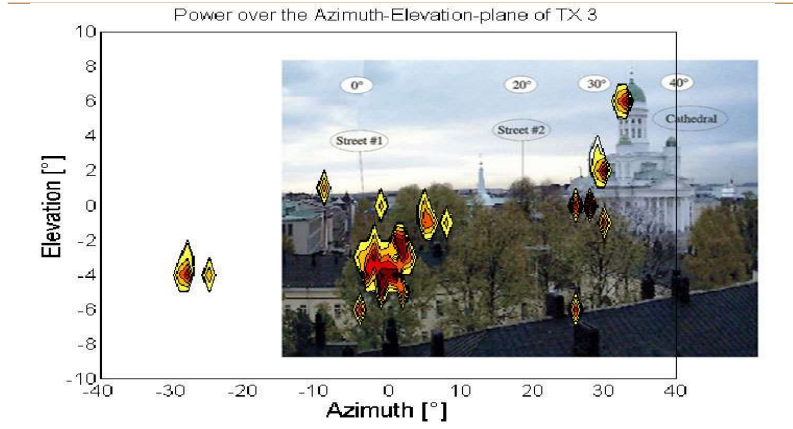 Power over the Azimuth-Elevation-plane of TX 3
10
8
6
4
2
0
-2
-4
-6
-8
-10
Elevation [°]
0° 20° 30° 40°
Street #1
Street #2
Cathedral
-40 -30 -20 -10 0 10 20 30 40
Azimuth [°]